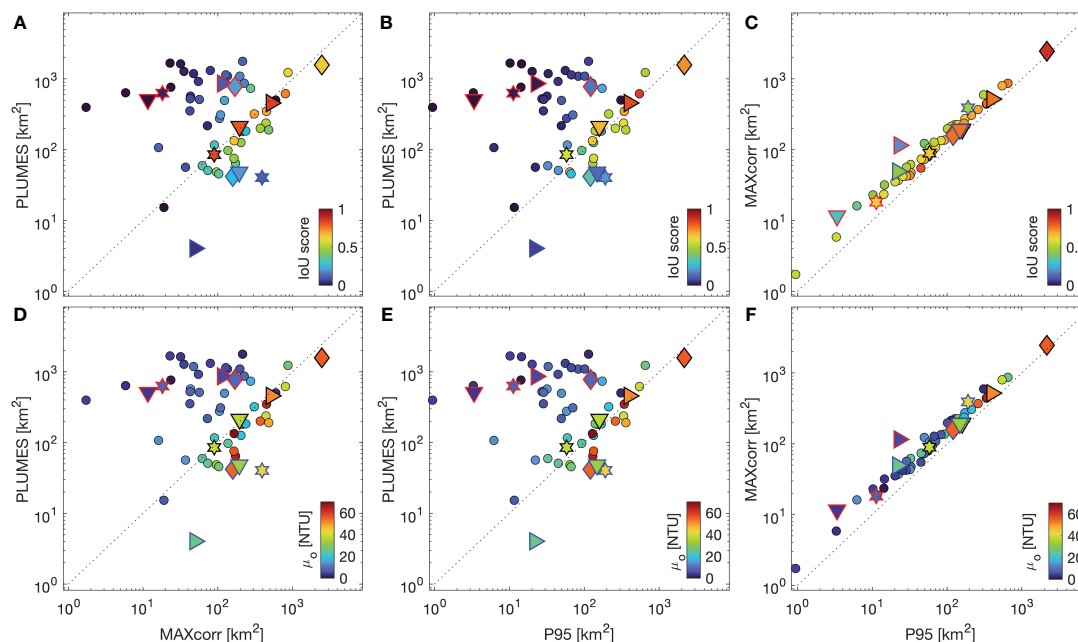 A
B
C
PLUMES [km²]
10³
10²
10¹
10⁰
IoU score
1
0.5
0
PLUMES [km²]
10³
10²
10¹
10⁰
IoU score
1
0.5
0
MAXcorr [km²]
10³
10²
10¹
10⁰
IoU score
1
0.
0
D
E
F
PLUMES [km²]
10³
10²
10¹
10⁰
μₒ [NTU]
60
40
20
0
10⁰ 10¹ 10² 10³
MAXcorr [km²]
PLUMES [km²]
10³
10²
10¹
10⁰
μₒ [NTU]
60
40
20
0
10⁰ 10¹ 10² 10³
P95 [km²]
MAXcorr [km²]
10³
10²
10¹
10⁰
μₒ [NTU]
60
40
20
0
10⁰ 10¹ 10² 10³
P95 [km²]